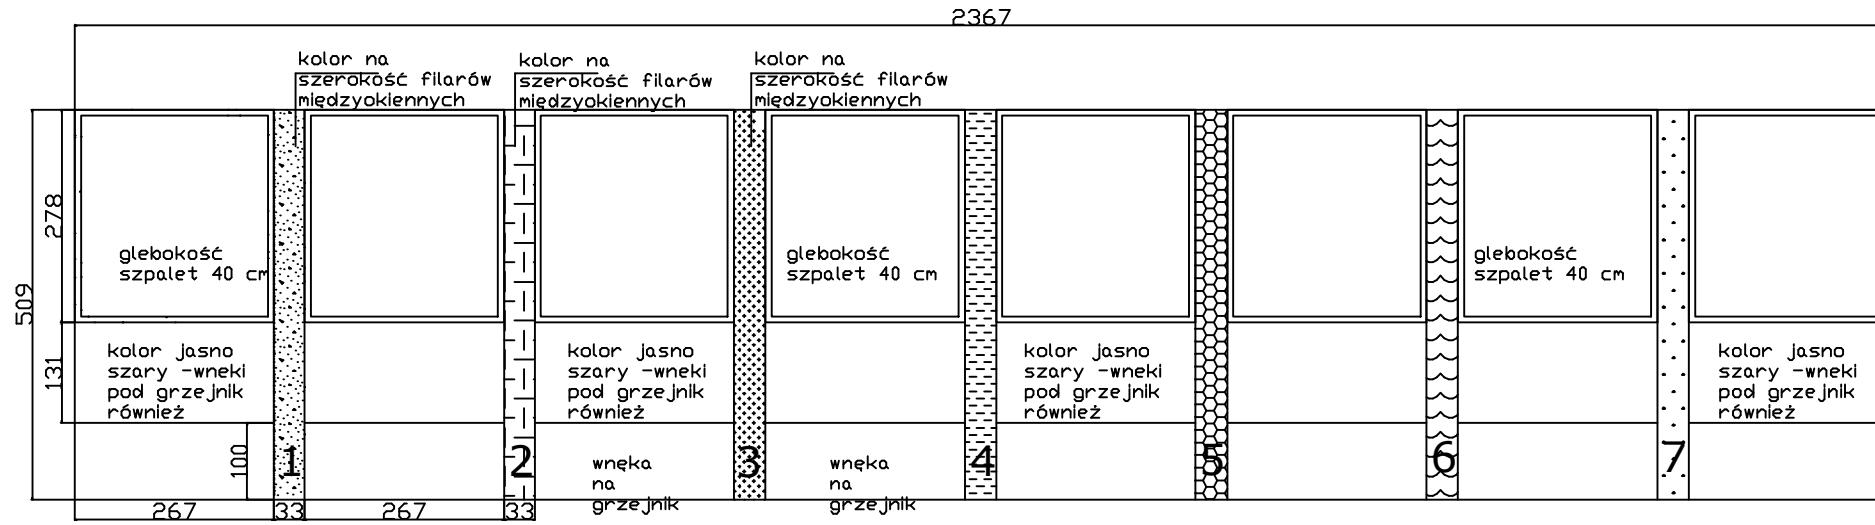 2367
kolor na
szerokość filarów
międzyokiennych
kolor na
szerokość filarów
międzyokiennych
kolor na
szerokość filarów
międzyokiennych
509
278
131
100
glebokość
szpalet 40 cm
glebokość
szpalet 40 cm
glebokość
szpalet 40 cm
kolor jasno
szary -wneki
pod grzejnik
również
kolor jasno
szary -wneki
pod grzejnik
również
kolor jasno
szary -wneki
pod grzejnik
również
kolor jasno
szary -wneki
pod grzejnik
również
1
2
3
4
5
6
7
wnęka
na
grzejnik
wnęka
na
grzejnik
267
33
267
33